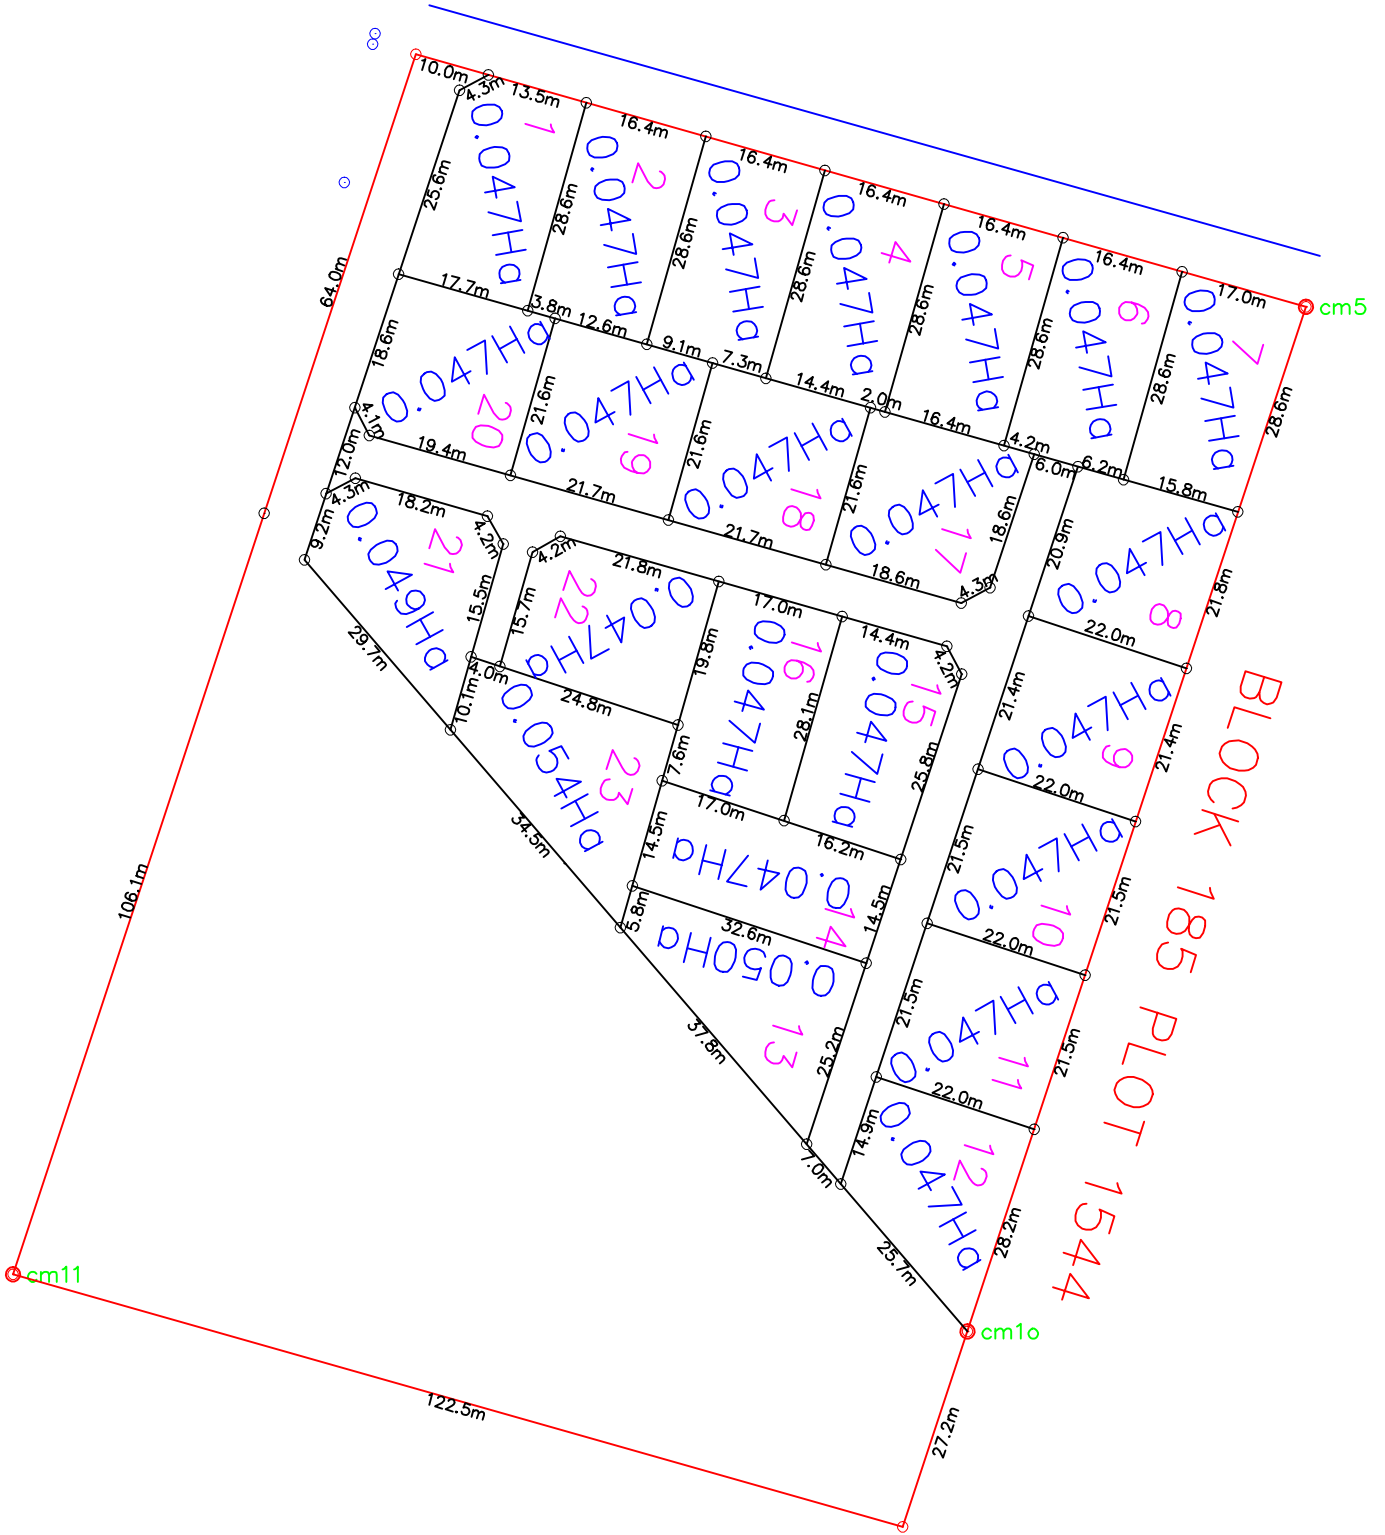 10.0m
4.3m
13.5m
16.4m
16.4m
16.4m
16.4m
16.4m
17.0m
cm5
1
0.047Ha
2
0.047Ha
3
0.047Ha
4
0.047Ha
5
0.047Ha
6
0.047Ha
7
0.047Ha
25.6m
28.6m
28.6m
28.6m
28.6m
28.6m
28.6m
28.6m
64.0m
17.7m
3.8m
12.6m
9.1m
7.3m
14.4m
2.0m
16.4m
4.2m
6.0m
6.2m
15.8m
18.6m
0.047Ha
20
21.6m
0.047Ha
19
21.6m
0.047Ha
18
21.6m
0.047Ha
17
18.6m
20.9m
0.047Ha
8
21.8m
4.1m
12.0m
19.4m
21.7m
21.7m
18.6m
4.3m
22.0m
4.3m
9.2m
18.2m
4.2m
0.049Ha
21
15.5m
15.7m
4.2m
21.8m
22
0.047Ha
19.8m
17.0m
16
0.047Ha
14.4m
4.2m
15
0.047Ha
28.1m
25.8m
21.4m
0.047Ha
9
21.4m
22.0m
29.7m
10.1m
4.0m
24.8m
0.054Ha
23
7.6m
17.0m
16.2m
21.5m
0.047Ha
10
21.5m
22.0m
34.5m
14.5m
0.047Ha
14
14.5m
5.8m
32.6m
0.050Ha
13
25.2m
37.8m
21.5m
0.047Ha
11
21.5m
22.0m
7.0m
14.9m
0.047Ha
12
28.2m
25.7m
BLOCK 185 PLOT 1544
106.1m
cm11
cm1o
122.5m
27.2m